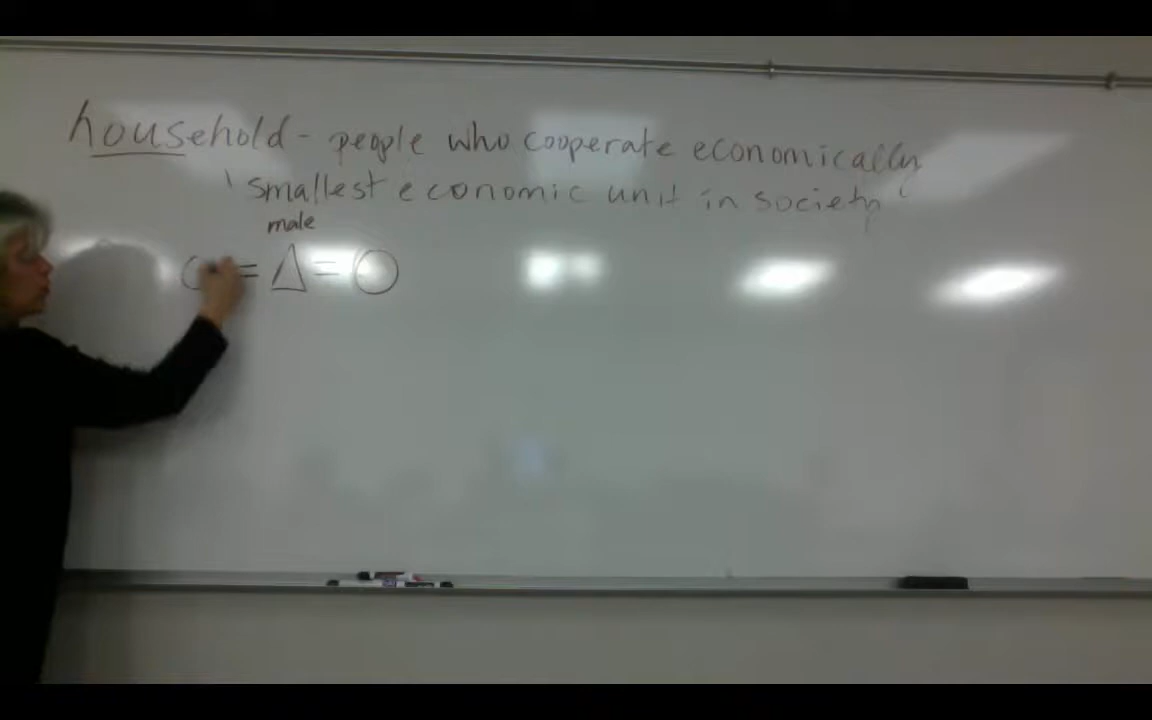 household - people who cooperate economically
'smallest economic unit in society'
male
O = Δ = O